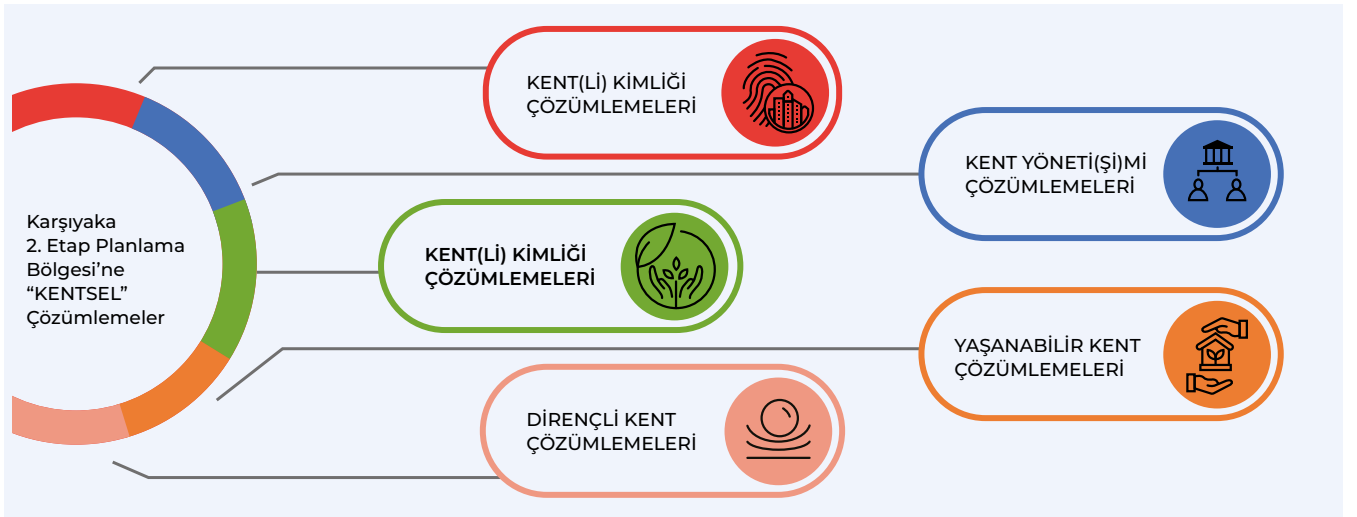 Karşıyaka
2. Etap Planlama
Bölgesi’ne
“KENTSEL”
Çözümlemeler
KENT(Lİ) KİMLİĞİ
ÇÖZÜMLEMELERİ
KENT YÖNETİ(Şİ)Mİ
ÇÖZÜMLEMELERİ
KENT(Lİ) KİMLİĞİ
ÇÖZÜMLEMELERİ
YAŞANABİLİR KENT
ÇÖZÜMLEMELERİ
DİRENÇLİ KENT
ÇÖZÜMLEMELERİ